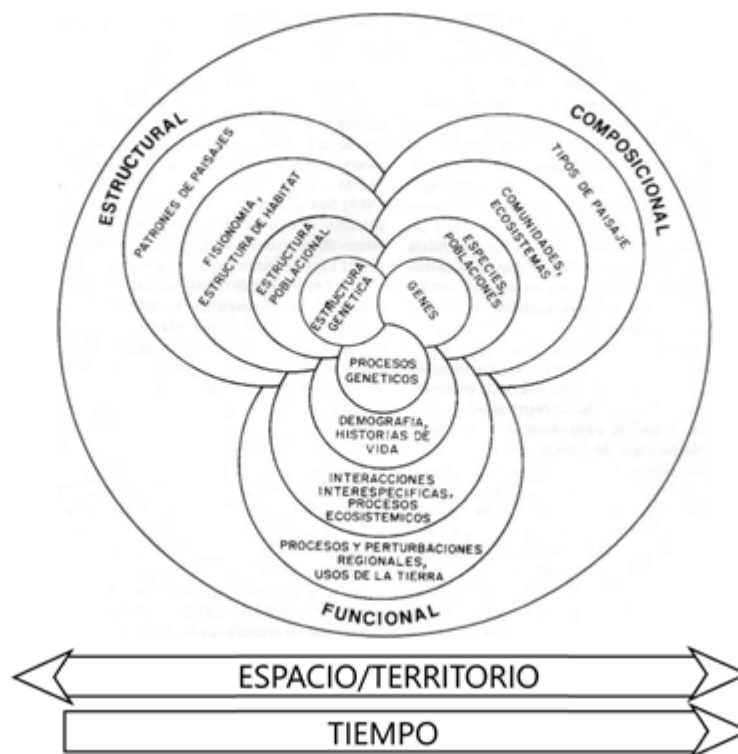 ESTRUCTURAL
PATRONES DE PAISAJES
FISIONOMIA,
ESTRUCTURA DE HABITAT
ESTRUCTURA
POBLACIONAL
ESTRUCTURA
GENETICA
COMPOSICIONAL
TIPOS DE PAISAJE
COMUNIDADES,
ECOSISTEMAS
ESPECIES,
POBLACIONES
GENES
PROCESOS
GENETICOS
DEMOGRAFIA,
HISTORIAS DE
VIDA
INTERACCIONES
INTERESPECIFICAS,
PROCESOS
ECOSISTEMICOS
PROCESOS Y PERTURBACIONES
REGIONALES,
USOS DE LA TIERRA
FUNCIONAL
ESPACIO/TERRITORIO
TIEMPO